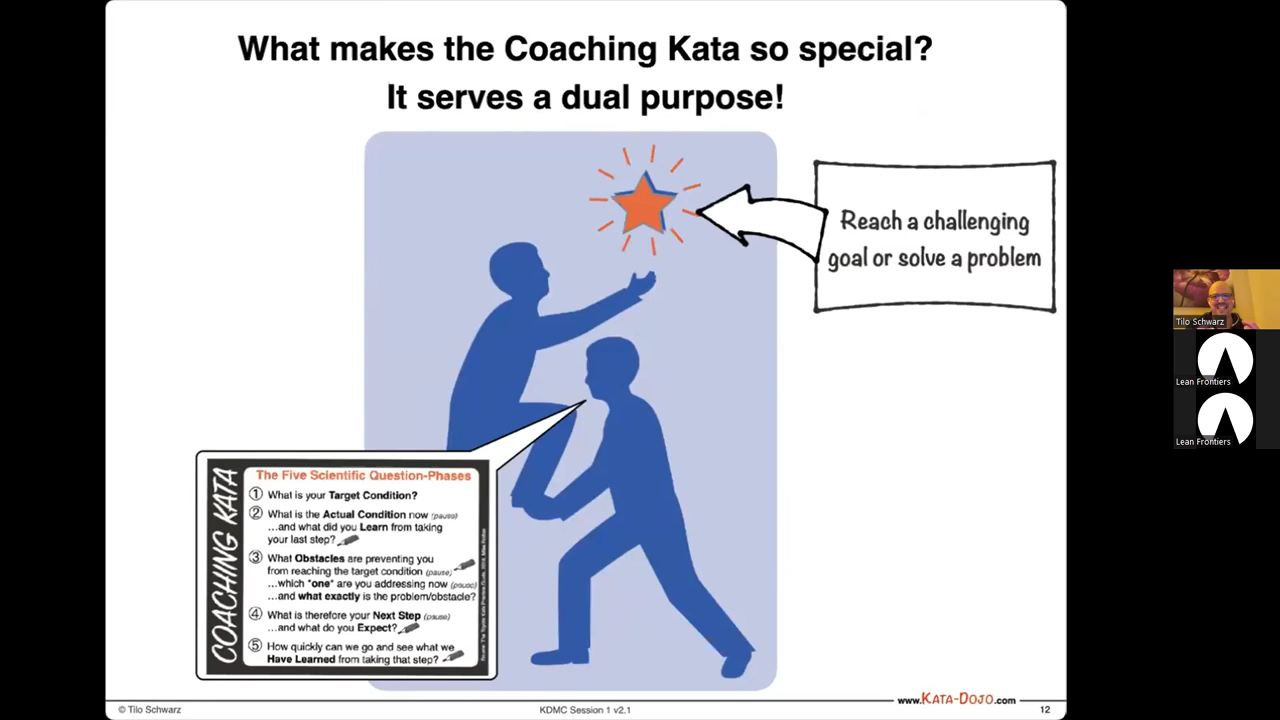 What makes the Coaching Kata so special?
It serves a dual purpose!
Reach a challenging
goal or solve a problem
COACHING KATA
The Five Scientific Question-Phases
1 What is your Target Condition?
2 What is the Actual Condition now (pause)
...and what did you Learn from taking
your last step?
3 What Obstacles are preventing you
from reaching the target condition (pause)
...which "one" are you addressing now (pause)
...and what exactly is the problem/obstacle?
4 What is therefore your Next Step (pause)
...and what do you Expect?
5 How quickly can we go and see what we
Have Learned from taking that step?
© Tilo Schwarz
KDMC Session 1 v2.1
www.KATA-DOJO.com
12
Tilo Schwarz
Lean Frontiers
Lean Frontiers